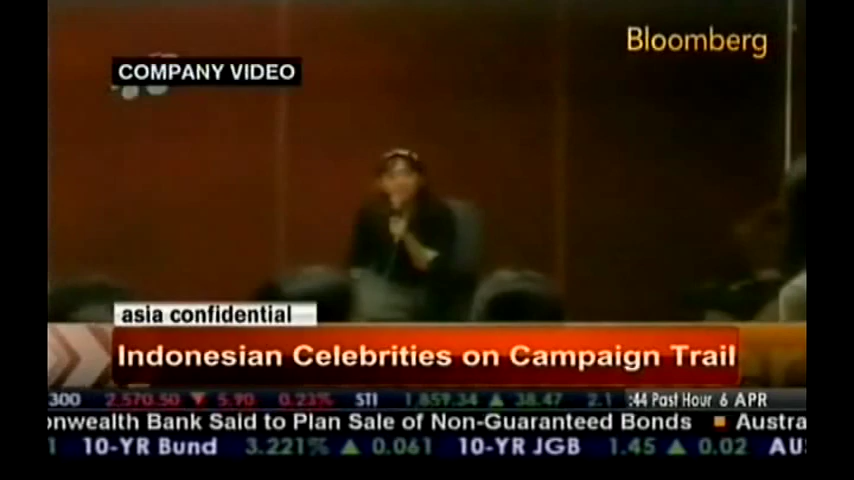 Bloomberg
COMPANY VIDEO
asia confidential
Indonesian Celebrities on Campaign Trail
300 2,570.50 ▼ 5.90 0.23% STI 1,859.34 ▲ 38.47 2.1 :44 Past Hour 6 APR
onwealth Bank Said to Plan Sale of Non-Guaranteed Bonds ■ Austra
10-YR Bund 3.221% ▲ 0.061 10-YR JGB 1.45 ▲ 0.02 AU